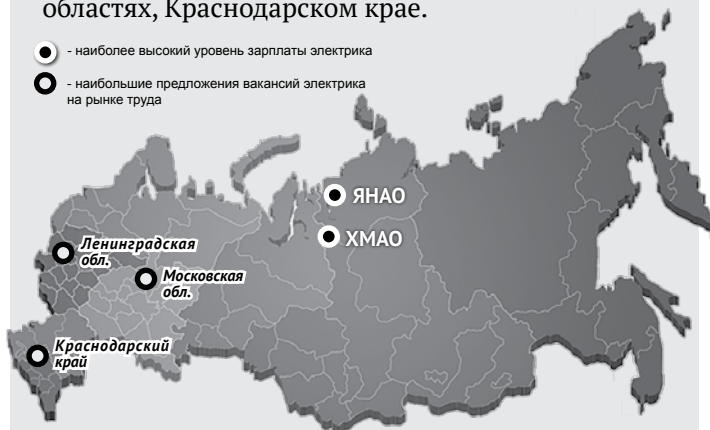 областях, Краснодарском крае.
- наиболее высокий уровень зарплаты электрика
- наибольшие предложения вакансий электрика
на рынке труда
ЯНАО
ХМАО
Ленинградская
обл.
Московская
обл.
Краснодарский
край